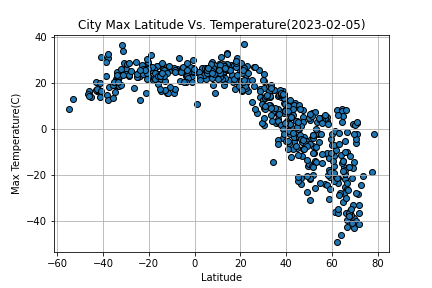 City Max Latitude Vs. Temperature(2023-02-05)
40
20
0
−20
−40
Max Temperature(C)
−60 −40 −20 0 20 40 60 80
Latitude